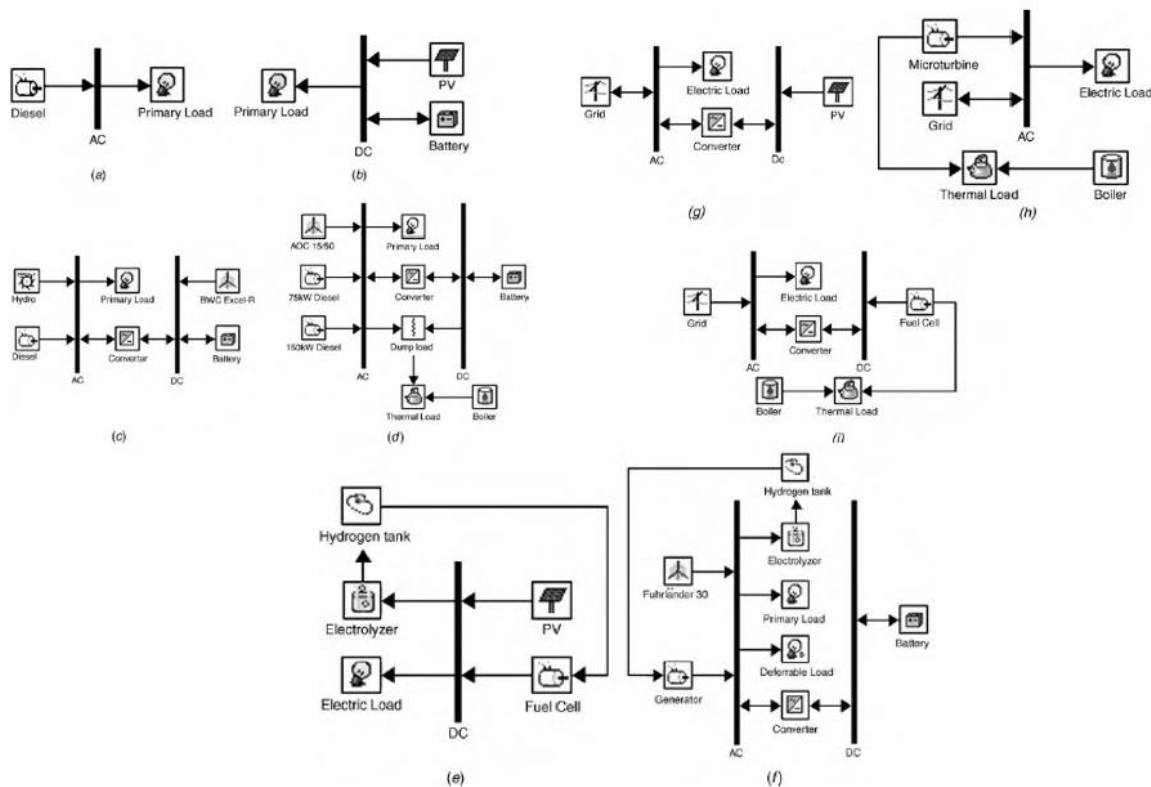 Diesel
AC
Primary Load
(a)
Primary Load
DC
PV
Battery
(b)
Grid
AC
Electric Load
Converter
Dc
PV
(g)
Microturbine
Grid
AC
Electric Load
Thermal Load
Boiler
(h)
Hydro
Diesel
AC
Primary Load
Converter
DC
BWC Excel-R
Battery
(c)
AOC 15/50
75kW Diesel
150kW Diesel
AC
Primary Load
Converter
Dump load
Thermal Load
DC
Battery
Boiler
(d)
Grid
AC
Electric Load
Converter
DC
Fuel Cell
Boiler
Thermal Load
(i)
Hydrogen tank
Electrolyzer
Electric Load
DC
PV
Fuel Cell
(e)
Hydrogen tank
Electrolyzer
Fuhrländer 30
Primary Load
Deferrable Load
Generator
Converter
AC
DC
Battery
(f)